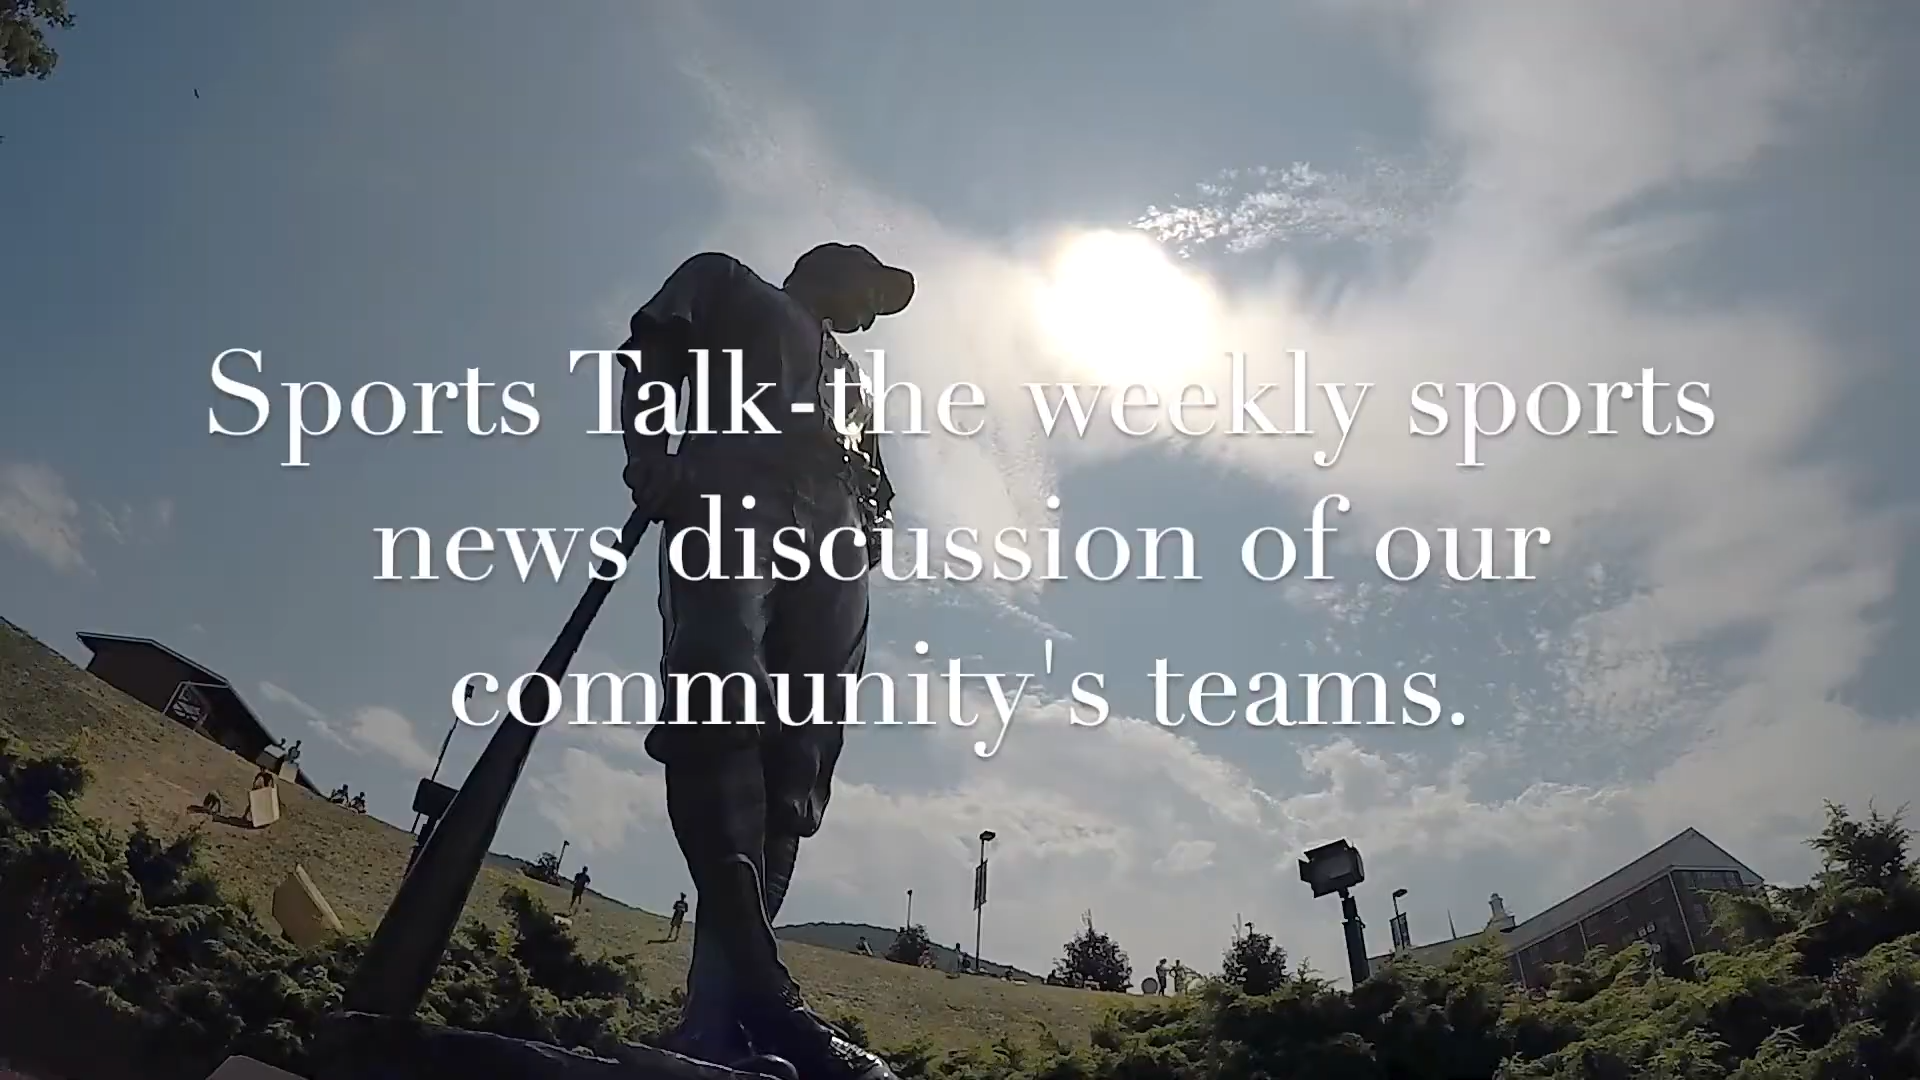 Sports Talk-the weekly sports
news discussion of our
community's teams.